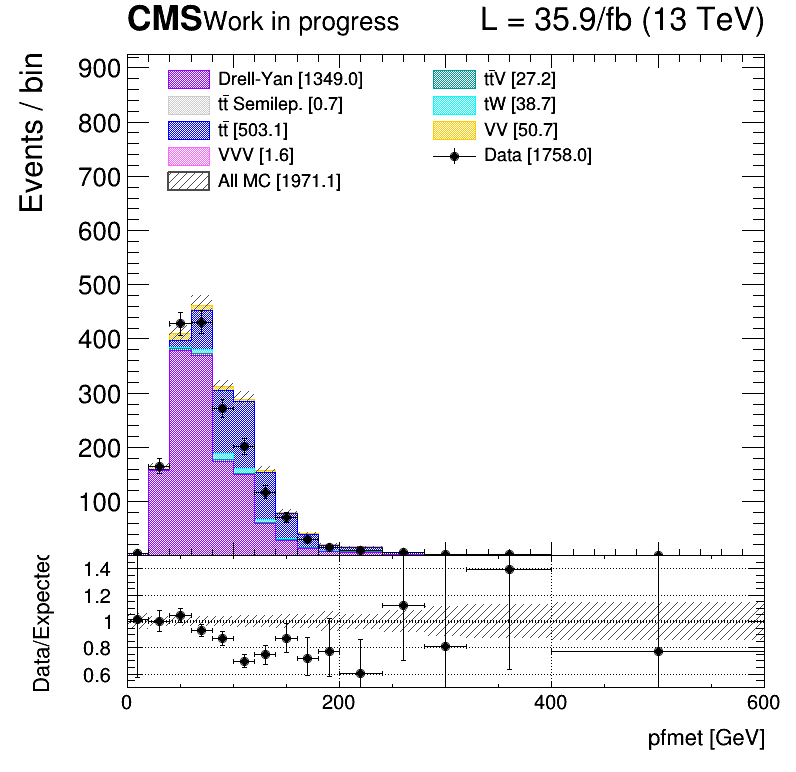 CMS Work in progress L = 35.9/fb (13 TeV)
Events / bin
900
800
700
600
500
400
300
200
100
Drell-Yan [1349.0]
tt̄ Semilep. [0.7]
tt̄ [503.1]
VVV [1.6]
All MC [1971.1]
tt̄V [27.2]
tW [38.7]
VV [50.7]
Data [1758.0]
Data/Expected
1.4
1.2
1
0.8
0.6
0 200 400 600
pfmet [GeV]